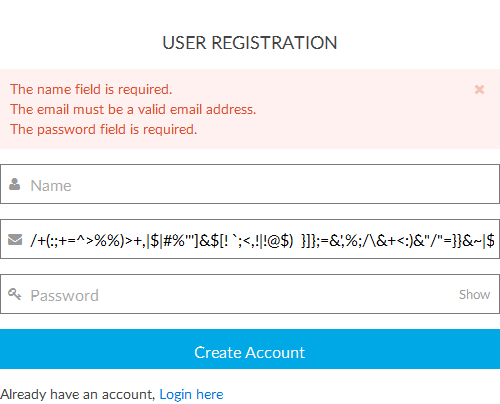 USER REGISTRATION
The name field is required.
The email must be a valid email address.
The password field is required.
Name
/+(:;+=^>%%)>+,|$|#%"']&$[! `;<,!|!@$)  }]};=&',%;/\&+<:)&"/"=}}&~|$
Password
Show
Create Account
Already have an account, Login here